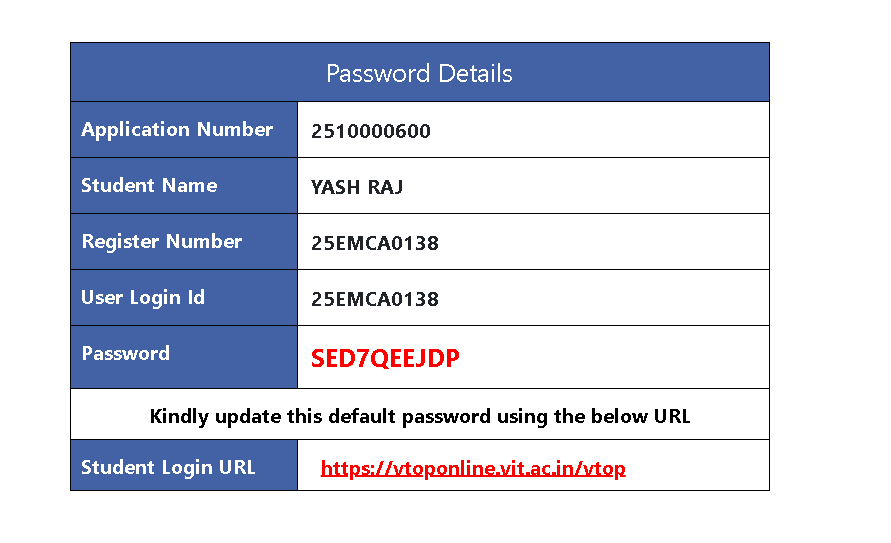 Password Details
Application Number 2510000600
Student Name YASH RAJ
Register Number 25EMCA0138
User Login Id 25EMCA0138
Password SED7QEEJDP
Kindly update this default password using the below URL
Student Login URL https://vtoponline.vit.ac.in/vtop